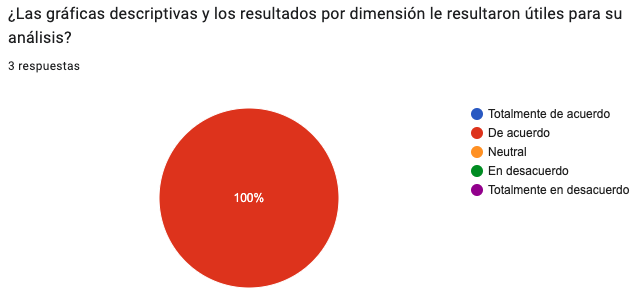 ¿Las gráficas descriptivas y los resultados por dimensión le resultaron útiles para su
análisis?
3 respuestas
100%
Totalmente de acuerdo
De acuerdo
Neutral
En desacuerdo
Totalmente en desacuerdo